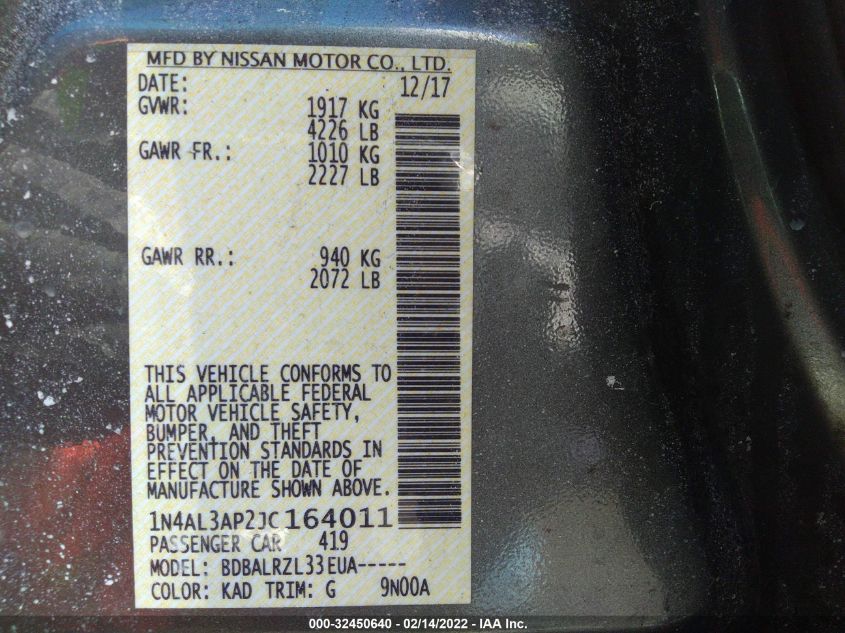 MFD BY NISSAN MOTOR CO., LTD.
DATE: 12/17
GVWR: 1917 KG
4226 LB
GAWR FR.: 1010 KG
2227 LB
GAWR RR.: 940 KG
2072 LB
THIS VEHICLE CONFORMS TO
ALL APPLICABLE FEDERAL
MOTOR VEHICLE SAFETY,
BUMPER, AND THEFT
PREVENTION STANDARDS IN
EFFECT ON THE DATE OF
MANUFACTURE SHOWN ABOVE.
1N4AL3AP2JC164011
PASSENGER CAR 419
MODEL: BDBALRZL33EUA-----
COLOR: KAD TRIM: G 9N00A
000-32450640 - 02/14/2022 - IAA Inc.